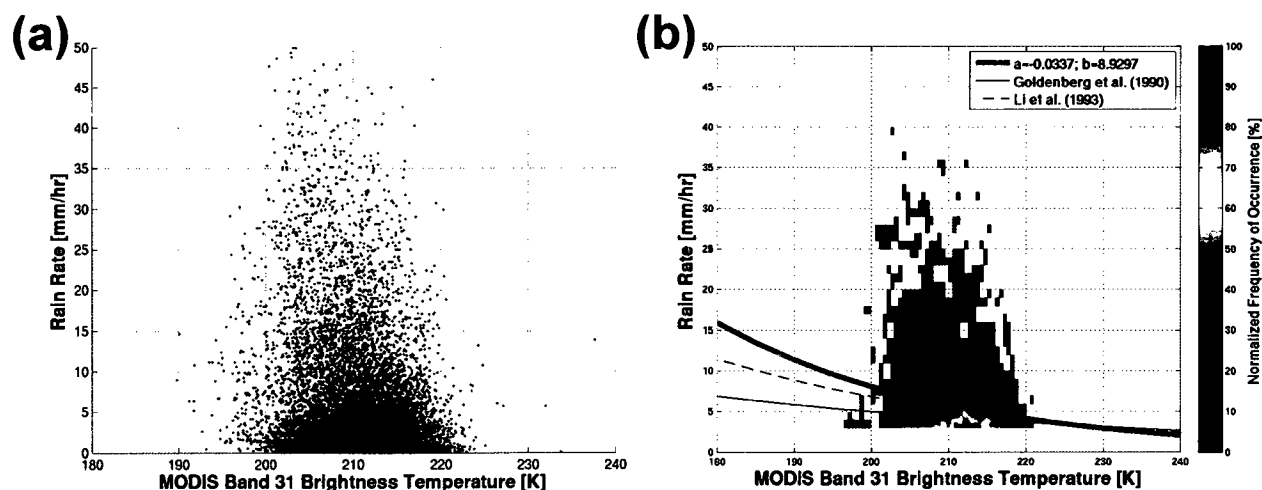 (a)
50
45
40
35
30
25
20
15
10
5
0
Rain Rate [mm/hr]
180 190 200 210 220 230 240
MODIS Band 31 Brightness Temperature [K]
(b)
50
45
40
35
30
25
20
15
10
5
0
Rain Rate [mm/hr]
180 190 200 210 220 230 240
MODIS Band 31 Brightness Temperature [K]
a=-0.0337; b=8.9297
Goldenberg et al. (1990)
Li et al. (1993)
100
90
80
70
60
50
40
30
20
10
0
Normalized Frequency of Occurrence [%]